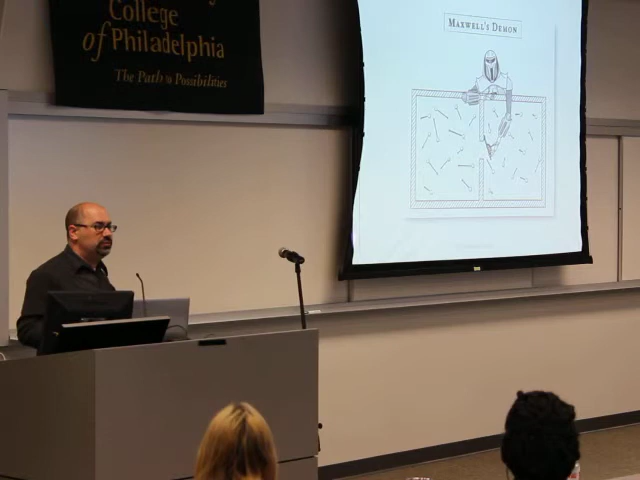 College
of Philadelphia
The Path to Possibilities
MAXWELL'S DEMON